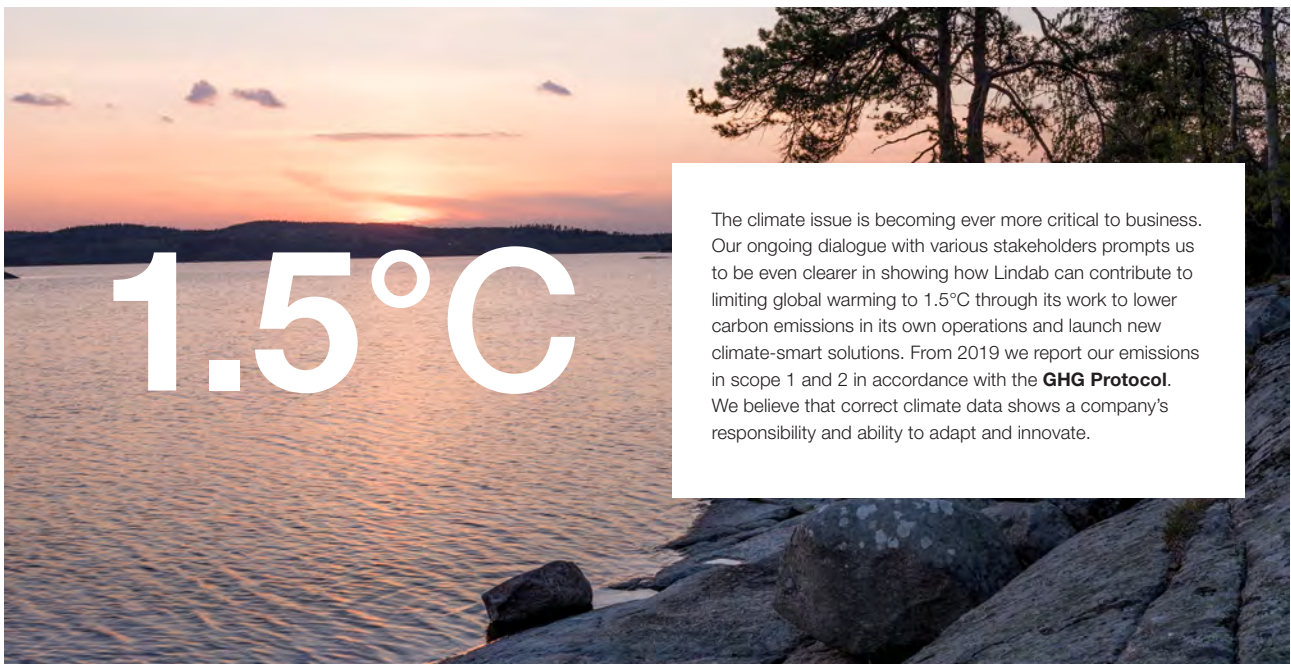 1.5°C
The climate issue is becoming ever more critical to business.
Our ongoing dialogue with various stakeholders prompts us
to be even clearer in showing how Lindab can contribute to
limiting global warming to 1.5°C through its work to lower
carbon emissions in its own operations and launch new
climate-smart solutions. From 2019 we report our emissions
in scope 1 and 2 in accordance with the GHG Protocol.
We believe that correct climate data shows a company’s
responsibility and ability to adapt and innovate.